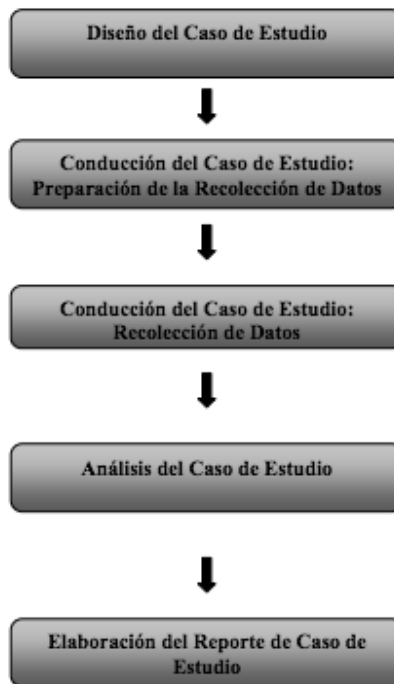 Diseño del Caso de Estudio
Conducción del Caso de Estudio:
Preparación de la Recolección de Datos
Conducción del Caso de Estudio:
Recolección de Datos
Análisis del Caso de Estudio
Elaboración del Reporte de Caso de
Estudio